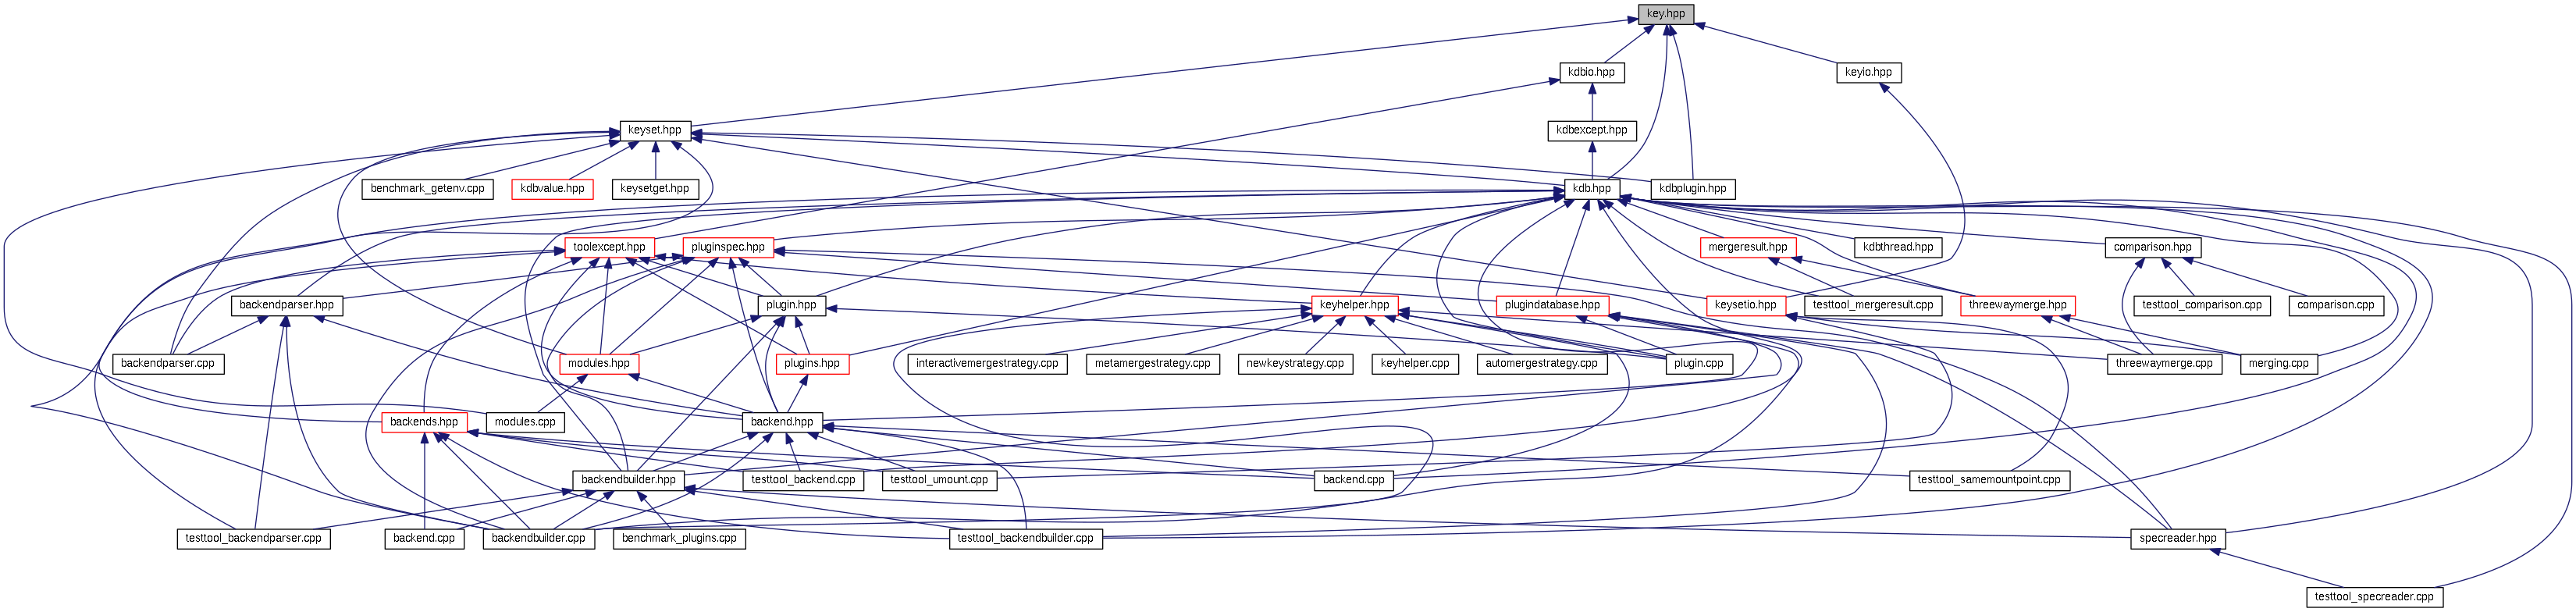 key.hpp
kdbio.hpp
keyio.hpp
keyset.hpp
kdbexcept.hpp
benchmark_getenv.cpp
kdbvalue.hpp
keysetget.hpp
kdb.hpp
kdbplugin.hpp
toolexcept.hpp
pluginspec.hpp
mergeresult.hpp
kdbthread.hpp
comparison.hpp
backendparser.hpp
plugin.hpp
keyhelper.hpp
plugindatabase.hpp
keysetio.hpp
testtool_mergeresult.cpp
threewaymerge.hpp
testtool_comparison.cpp
comparison.cpp
backendparser.cpp
modules.hpp
plugins.hpp
interactivemergestrategy.cpp
metamergestrategy.cpp
newkeystrategy.cpp
keyhelper.cpp
automergestrategy.cpp
plugin.cpp
threewaymerge.cpp
merging.cpp
backends.hpp
modules.cpp
backend.hpp
backendbuilder.hpp
testtool_backend.cpp
testtool_umount.cpp
backend.cpp
testtool_samemountpoint.cpp
testtool_backendparser.cpp
backend.cpp
backendbuilder.cpp
benchmark_plugins.cpp
testtool_backendbuilder.cpp
specreader.hpp
testtool_specreader.cpp